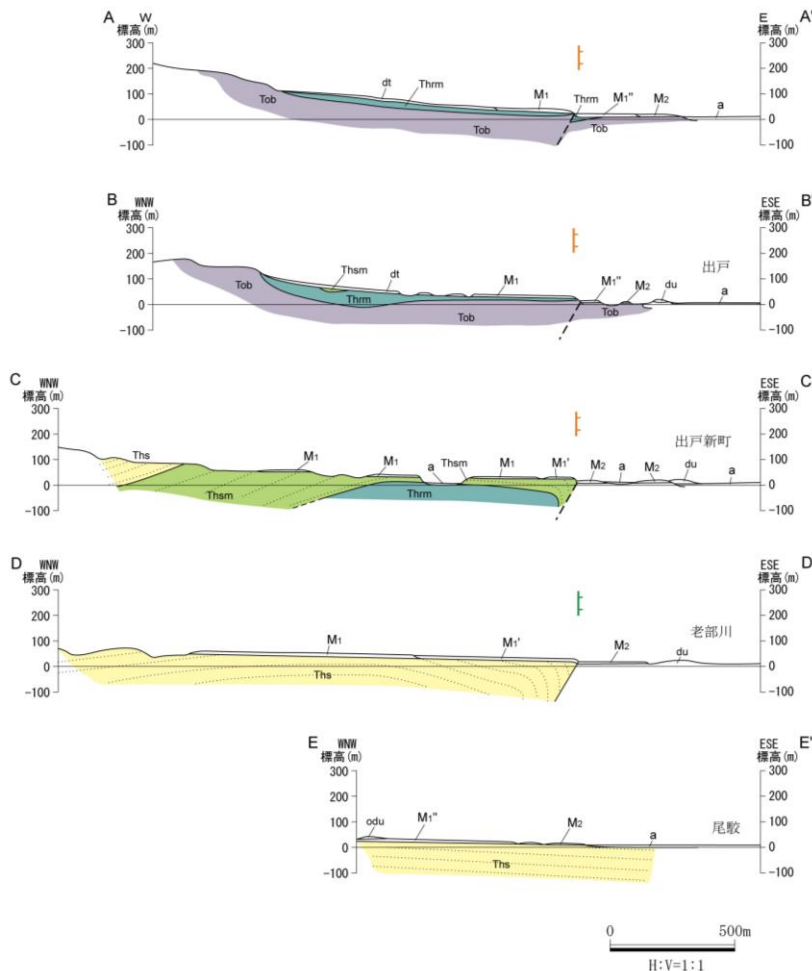 A W E A'
標高(m) 標高(m)
300 300
200 200
100 100
0 0
-100 -100
dt Thrm M1 Thrm M1'' M2 a
Tob Tob Tob
B WNW ESE B'
標高(m) 標高(m)
300 300
200 200
100 100
0 0
-100 -100
出戸
Thsm dt M1 M1'' M2 du a
Tob Thrm Tob Tob
C WNW ESE C'
標高(m) 標高(m)
300 300
200 200
100 100
0 0
-100 -100
出戸新町
Ths M1 M1 a Thsm M1 M1' M2 a M2 du a
Thsm Thrm
D WNW ESE D'
標高(m) 標高(m)
300 300
200 200
100 100
0 0
-100 -100
老部川
M1 M1' M2 du
Ths
E WNW ESE E'
標高(m) 標高(m)
300 300
200 200
100 100
0 0
-100 -100
尾駮
odu M1'' M2 a
Ths
0 500m
H:V=1:1